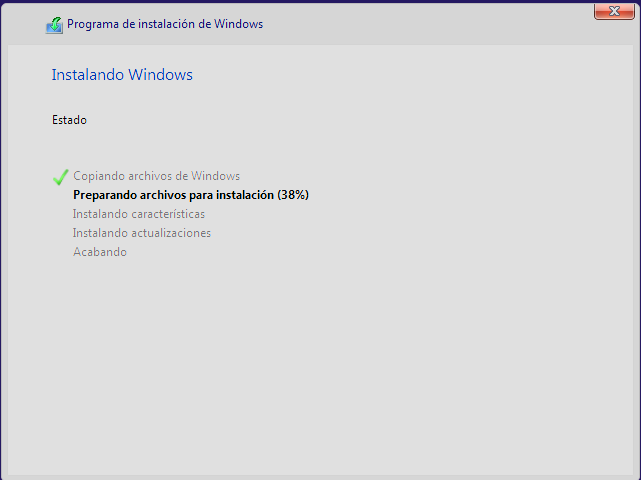 Programa de instalación de Windows
Instalando Windows
Estado
Copiando archivos de Windows
Preparando archivos para instalación (38%)
Instalando características
Instalando actualizaciones
Acabando